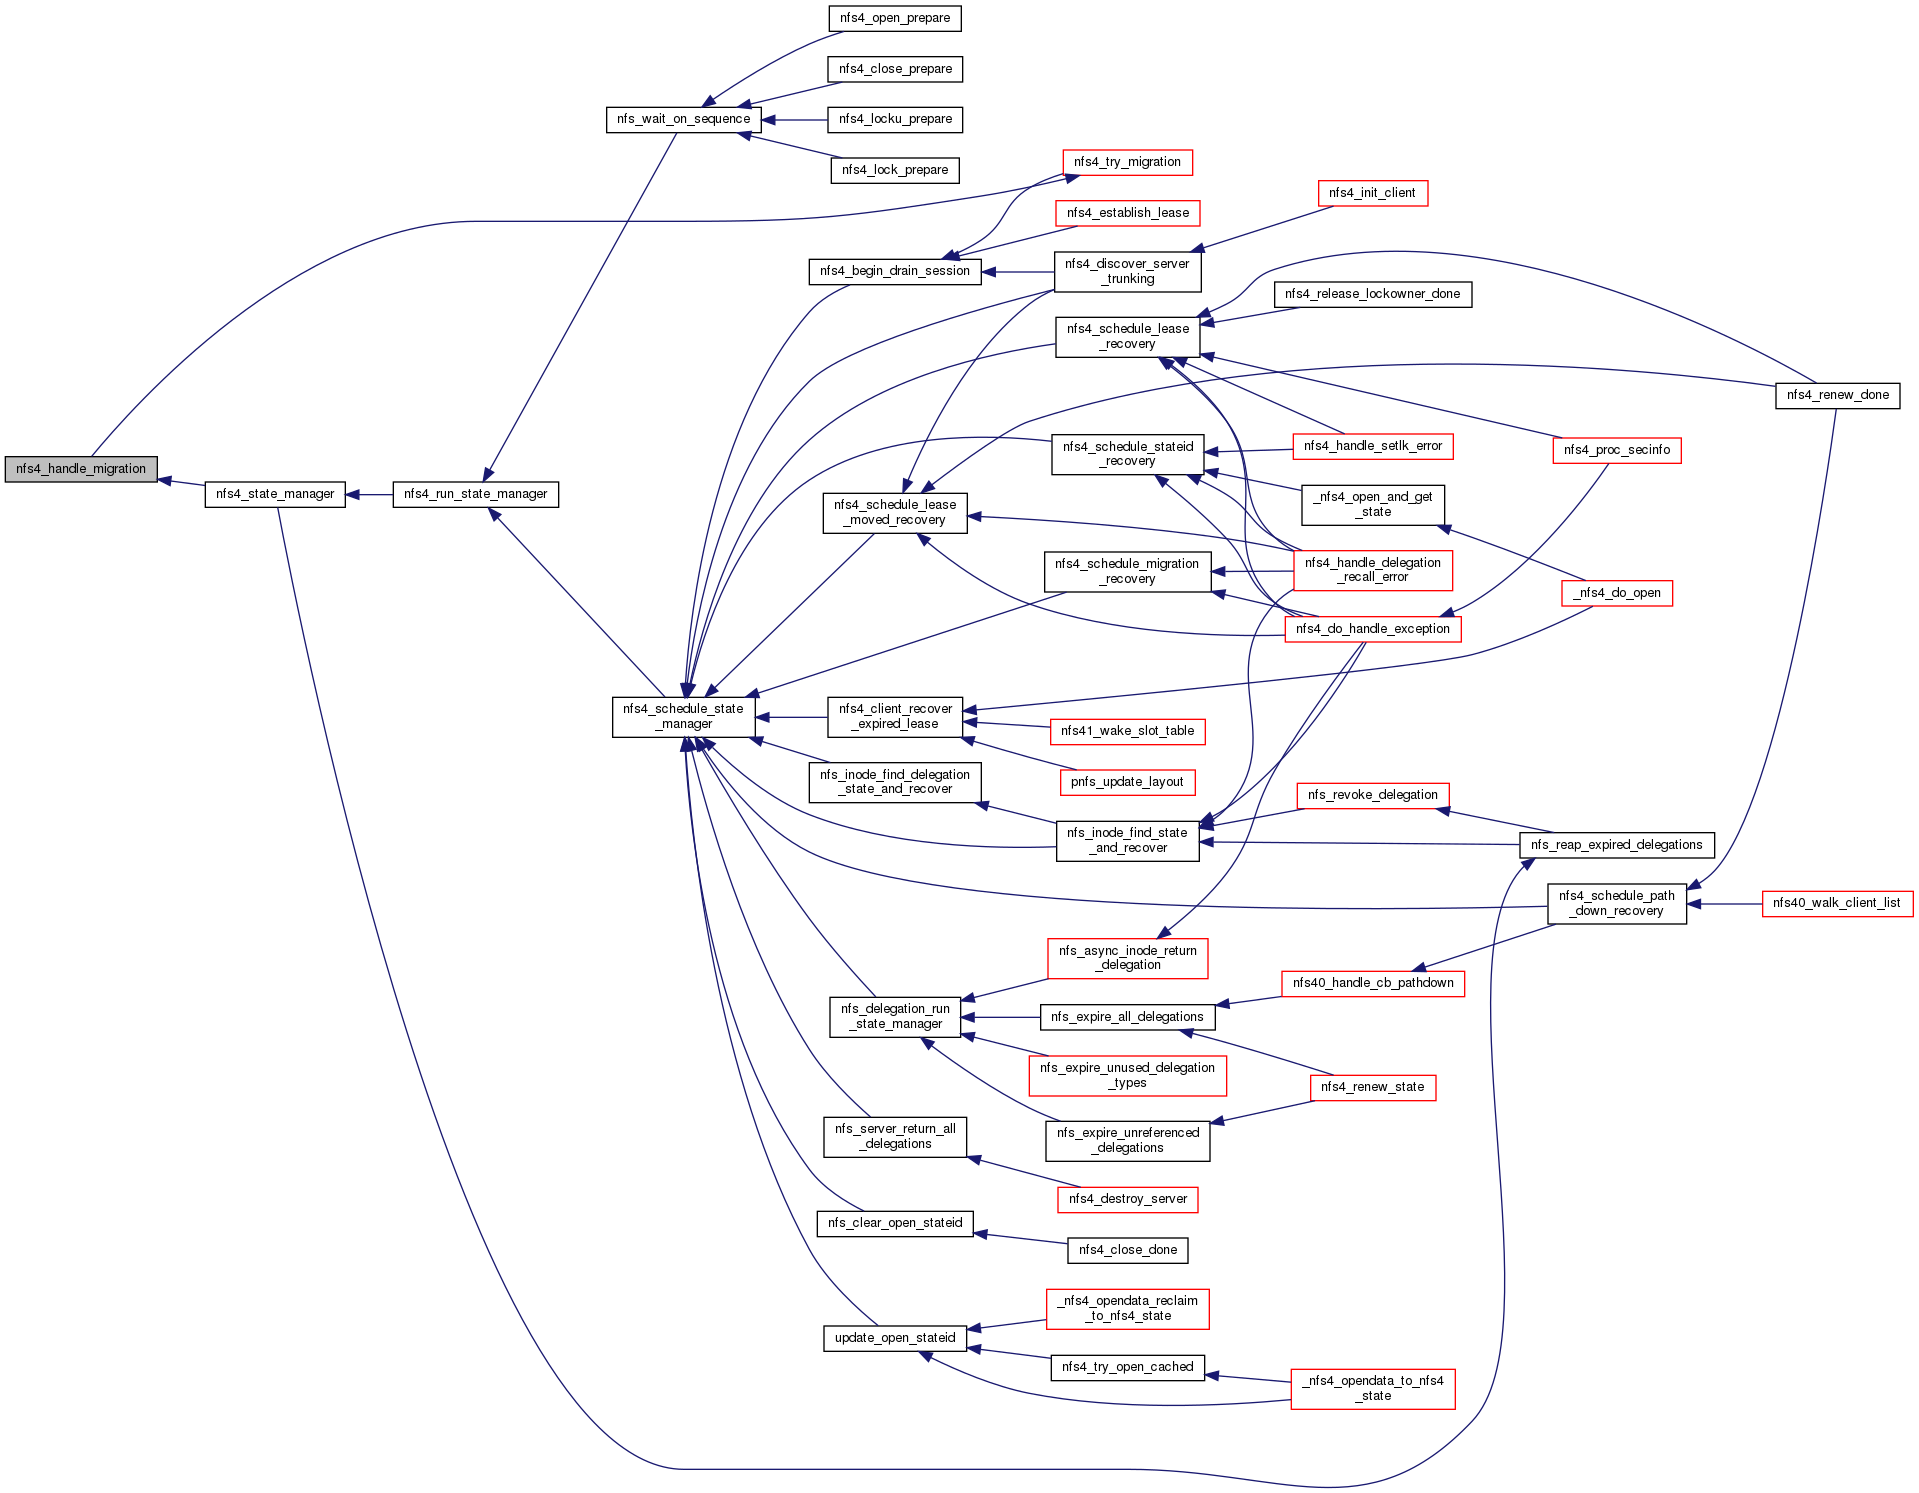 nfs4_open_prepare
nfs4_close_prepare
nfs_wait_on_sequence
nfs4_locku_prepare
nfs4_lock_prepare
nfs4_try_migration
nfs4_init_client
nfs4_establish_lease
nfs4_begin_drain_session
nfs4_discover_server
_trunking
nfs4_release_lockowner_done
nfs4_schedule_lease
_recovery
nfs4_renew_done
nfs4_handle_setlk_error
nfs4_proc_secinfo
nfs4_schedule_stateid
_recovery
nfs4_handle_migration
nfs4_state_manager
nfs4_run_state_manager
nfs4_schedule_lease
_moved_recovery
_nfs4_open_and_get
_state
nfs4_schedule_migration
_recovery
nfs4_handle_delegation
_recall_error
_nfs4_do_open
nfs4_do_handle_exception
nfs4_schedule_state
_manager
nfs4_client_recover
_expired_lease
nfs41_wake_slot_table
nfs_inode_find_delegation
_state_and_recover
pnfs_update_layout
nfs_revoke_delegation
nfs_inode_find_state
_and_recover
nfs_reap_expired_delegations
nfs4_schedule_path
_down_recovery
nfs40_walk_client_list
nfs_async_inode_return
_delegation
nfs40_handle_cb_pathdown
nfs_delegation_run
_state_manager
nfs_expire_all_delegations
nfs_expire_unused_delegation
_types
nfs4_renew_state
nfs_server_return_all
_delegations
nfs_expire_unreferenced
_delegations
nfs4_destroy_server
nfs_clear_open_stateid
nfs4_close_done
_nfs4_opendata_reclaim
_to_nfs4_state
update_open_stateid
nfs4_try_open_cached
_nfs4_opendata_to_nfs4
_state